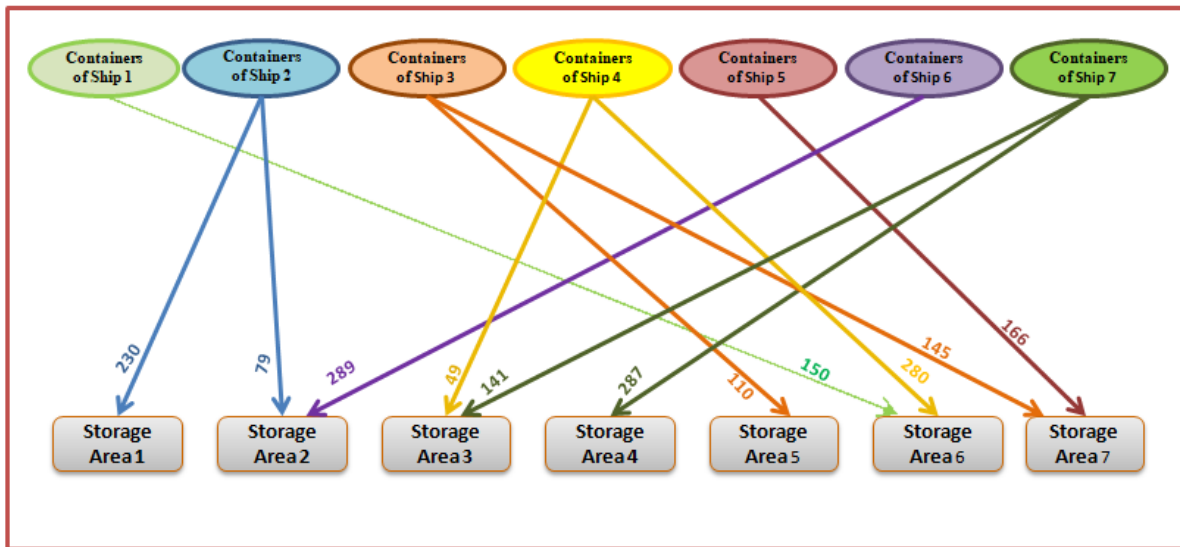 Containers
of Ship 1
Containers
of Ship 2
Containers
of Ship 3
Containers
of Ship 4
Containers
of Ship 5
Containers
of Ship 6
Containers
of Ship 7
230
79
289
49
141
287
110
150
280
145
166
Storage
Area 1
Storage
Area 2
Storage
Area 3
Storage
Area 4
Storage
Area 5
Storage
Area 6
Storage
Area 7